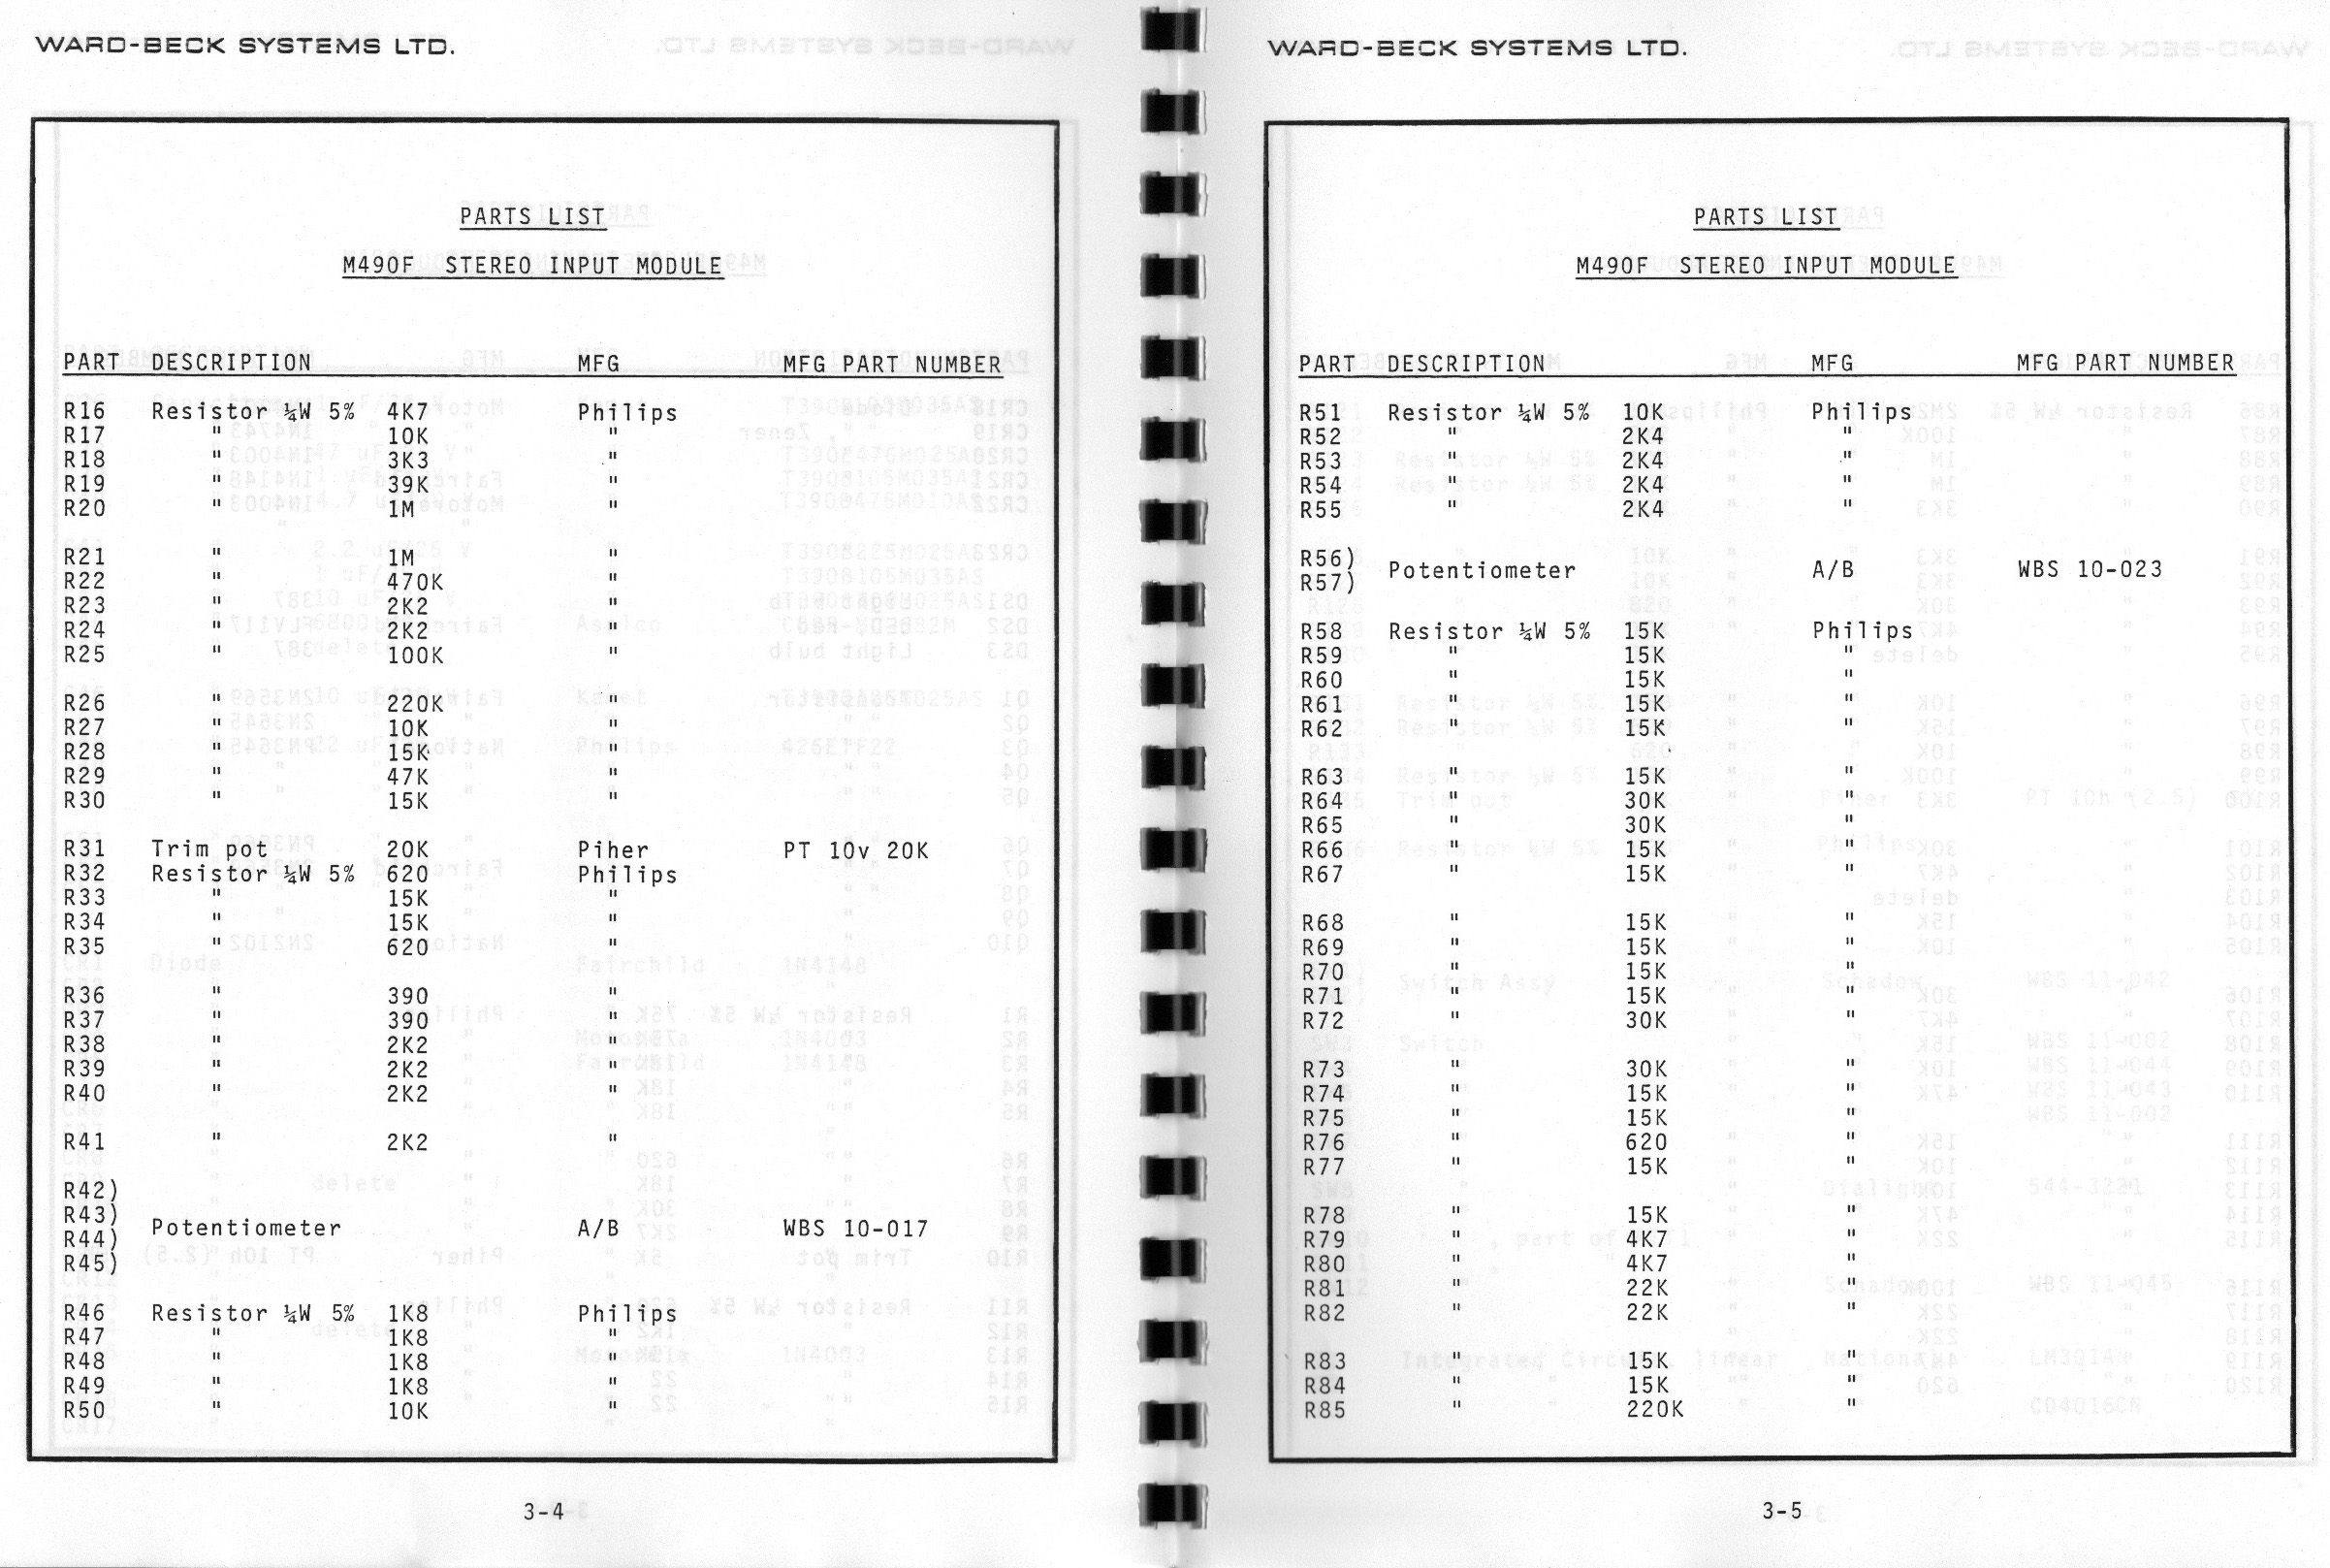 WARD-BECK SYSTEMS LTD.
PARTS LIST
M490F STEREO INPUT MODULE
PART DESCRIPTION MFG MFG PART NUMBER
R16 Resistor ¼W 5% 4K7 Philips
R17 " 10K "
R18 " 3K3 "
R19 " 39K "
R20 " 1M "
R21 " 1M "
R22 " 470K "
R23 " 2K2 "
R24 " 2K2 "
R25 " 100K "
R26 " 220K "
R27 " 10K "
R28 " 15K "
R29 " 47K "
R30 " 15K "
R31 Trim pot 20K Piher PT 10v 20K
R32 Resistor ¼W 5% 620 Philips
R33 " 15K "
R34 " 15K "
R35 " 620 "
R36 " 390 "
R37 " 390 "
R38 " 2K2 "
R39 " 2K2 "
R40 " 2K2 "
R41 " 2K2 "
R42)
R43)
Potentiometer A/B WBS 10-017
R44)
R45)
R46 Resistor ¼W 5% 1K8 Philips
R47 " 1K8 "
R48 " 1K8 "
R49 " 1K8 "
R50 " 10K "
3-4
WARD-BECK SYSTEMS LTD.
PARTS LIST
M490F STEREO INPUT MODULE
PART DESCRIPTION MFG MFG PART NUMBER
R51 Resistor ¼W 5% 10K Philips
R52 " 2K4 "
R53 " 2K4 "
R54 " 2K4 "
R55 " 2K4 "
R56)
Potentiometer A/B WBS 10-023
R57)
R58 Resistor ¼W 5% 15K Philips
R59 " 15K "
R60 " 15K "
R61 " 15K "
R62 " 15K "
R63 " 15K "
R64 " 30K "
R65 " 30K "
R66 " 15K "
R67 " 15K "
R68 " 15K "
R69 " 15K "
R70 " 15K "
R71 " 15K "
R72 " 30K "
R73 " 30K "
R74 " 15K "
R75 " 15K "
R76 " 620 "
R77 " 15K "
R78 " 15K "
R79 " 4K7 "
R80 " 4K7 "
R81 " 22K "
R82 " 22K "
R83 " 15K "
R84 " 15K "
R85 " 220K "
3-5